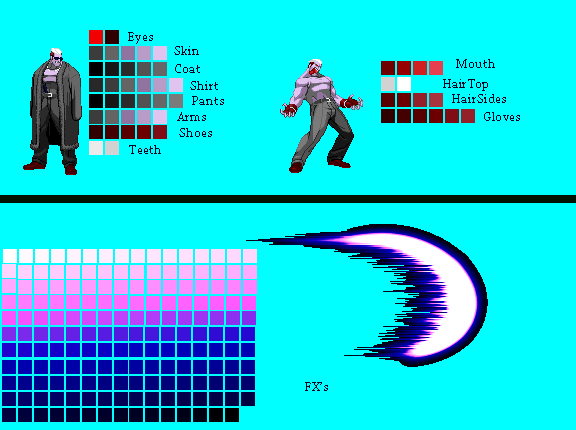 Eyes
Skin
Coat
Shirt
Pants
Arms
Shoes
Teeth
Mouth
HairTop
HairSides
Gloves
FX's